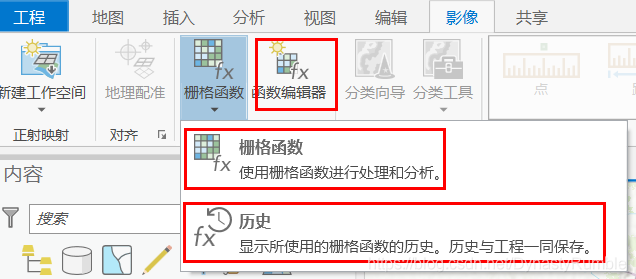 工程 地图 插入 分析 视图 编辑 影像 共享
新建工作空间 地理配准 栅格函数 函数编辑器 分类向导 分类工具 点
正射映射 对齐
栅格函数
使用栅格函数进行处理和分析。
内容
历史
搜索
显示所使用的栅格函数的历史。历史与工程一同保存。